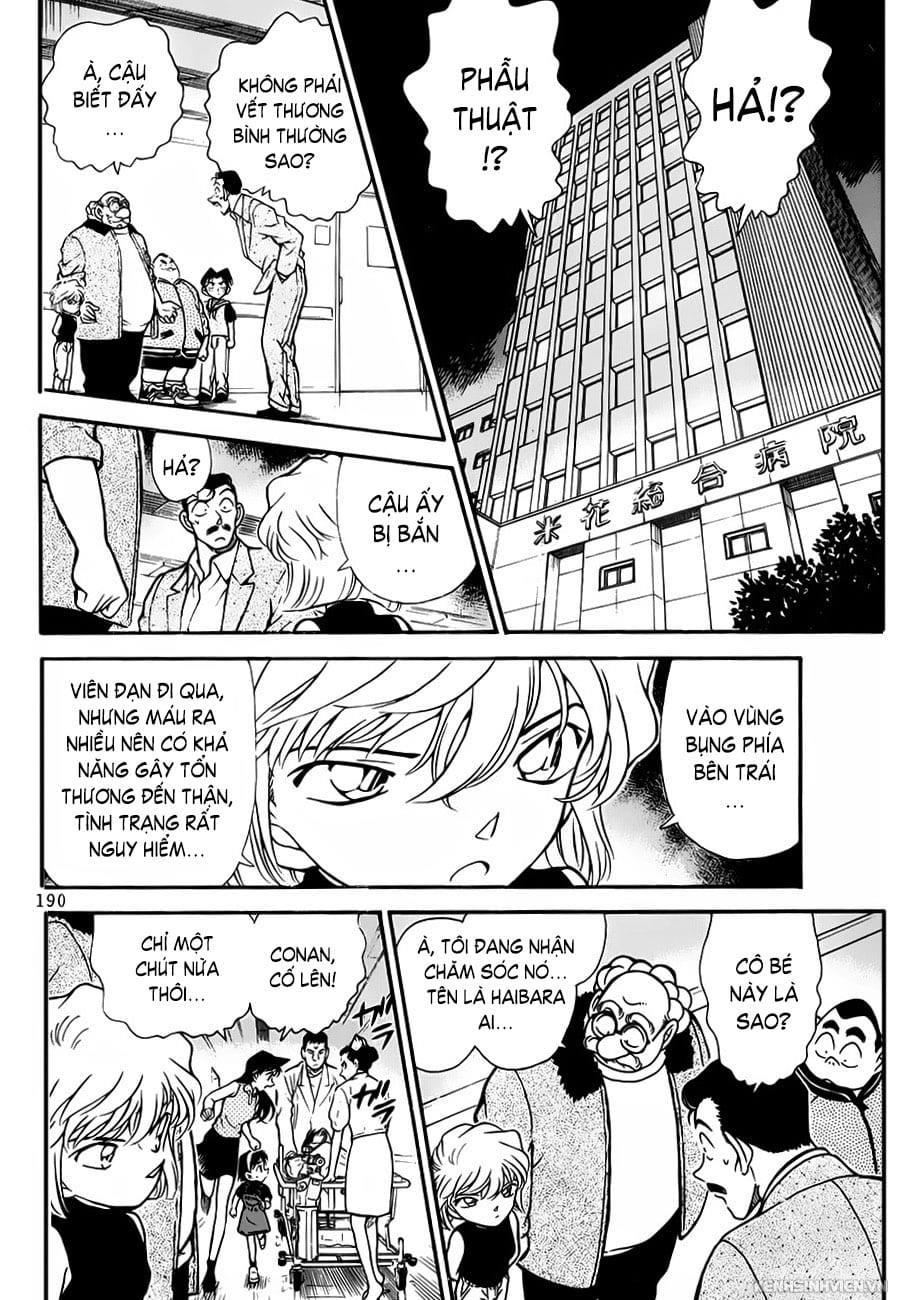 HẢ!?
PHẪU
THUẬT
!?
米花総合病院
KHÔNG PHẢI
VẾT THƯƠNG
BÌNH THƯỜNG
SAO?
À, CẬU
BIẾT ĐẤY
...
CẬU ẤY
BỊ BẮN
...
HẢ?
VÀO VÙNG
BỤNG PHÍA
BÊN TRÁI
...
VIÊN ĐẠN ĐI QUA,
NHƯNG MÁU RA
NHIỀU NÊN CÓ KHẢ
NĂNG GÂY TỔN
THƯƠNG ĐẾN THẬN,
TÌNH TRẠNG RẤT
NGUY HIỂM...
190
CÔ BÉ
NÀY LÀ
SAO?
À, TÔI ĐANG NHẬN
CHĂM SÓC NÓ...
TÊN LÀ HAIBARA
AI...
CONAN,
CỐ LÊN!
CHỈ MỘT
CHÚT NỬA
THÔI...
KENHSINHVIEN.VN